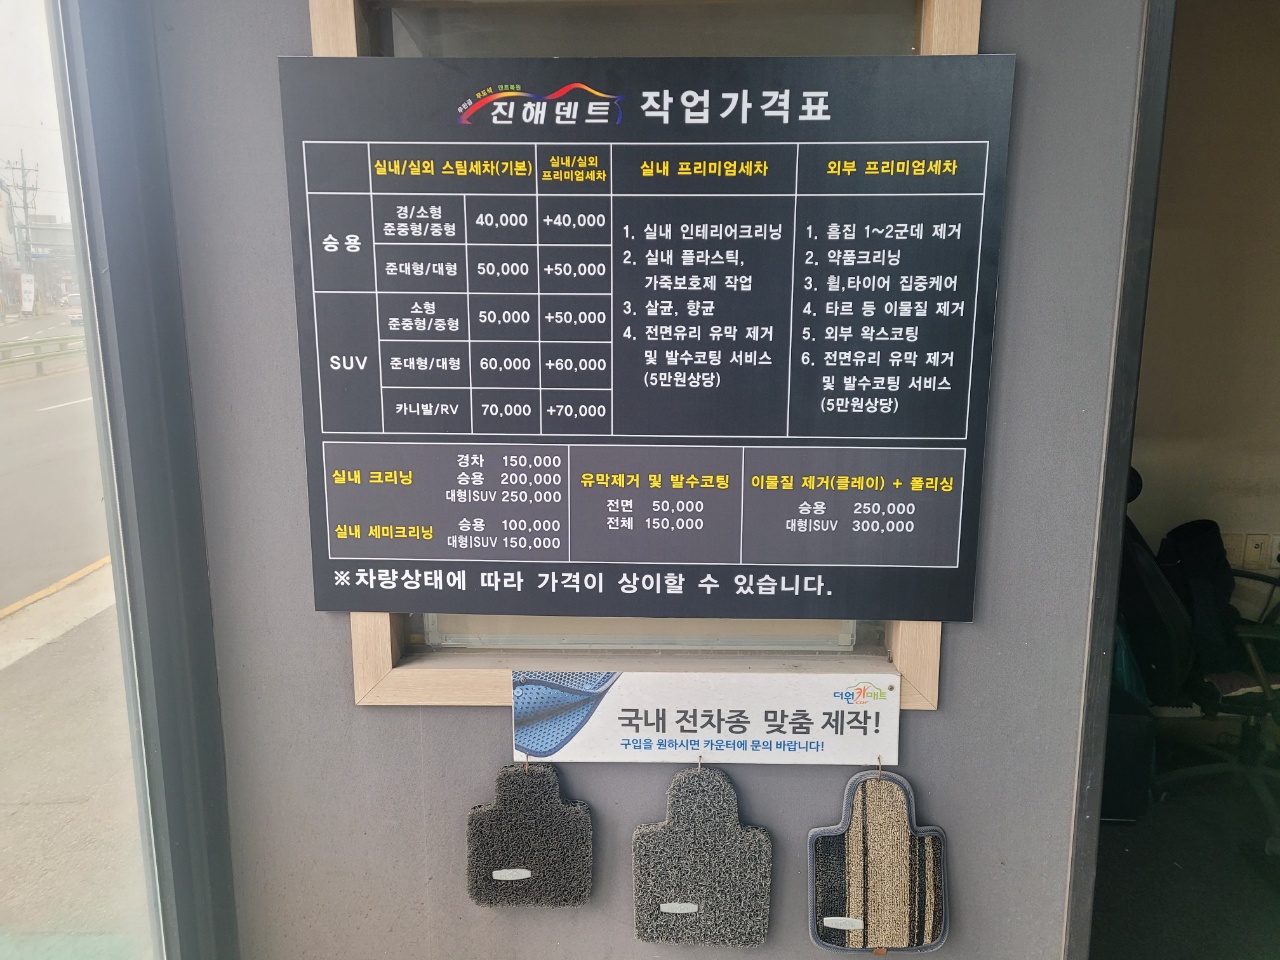 우린글 무도색 덴트복원
진해덴트 작업가격표
실내/실외 스팀세차(기본)
실내/실외
프리미엄세차
실내 프리미엄세차
외부 프리미엄세차
승용
경/소형
준중형/중형
40,000
+40,000
준대형/대형
50,000
+50,000
SUV
소형
준중형/중형
50,000
+50,000
준대형/대형
60,000
+60,000
카니발/RV
70,000
+70,000
1. 실내 인테리어크리닝
2. 실내 플라스틱,
가죽보호제 작업
3. 살균, 향균
4. 전면유리 유막 제거
및 발수코팅 서비스
(5만원상당)
1. 흠집 1~2군데 제거
2. 약품크리닝
3. 휠,타이어 집중케어
4. 타르 등 이물질 제거
5. 외부 왁스코팅
6. 전면유리 유막 제거
및 발수코팅 서비스
(5만원상당)
실내 크리닝
경차 150,000
승용 200,000
대형|SUV 250,000
실내 세미크리닝
승용 100,000
대형|SUV 150,000
유막제거 및 발수코팅
전면 50,000
전체 150,000
이물질 제거(클레이) + 폴리싱
승용 250,000
대형|SUV 300,000
※차량상태에 따라 가격이 상이할 수 있습니다.
더원카매트
car
국내 전차종 맞춤 제작!
구입을 원하시면 카운터에 문의 바랍니다!